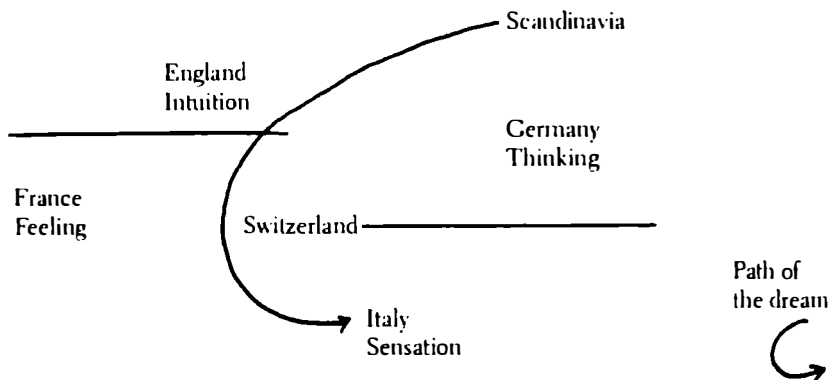 Scandinavia
England
Intuition
Germany
Thinking
France
Feeling
Switzerland
Path of
the dream
Italy
Sensation